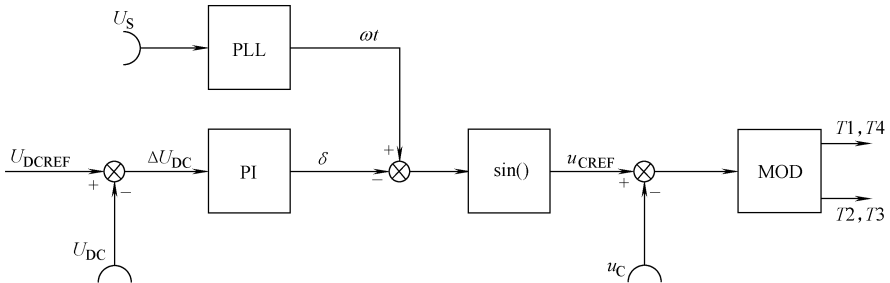 U_S
PLL
ωt
U_DCREF
+
−
ΔU_DC
PI
δ
+
−
sin()
u_CREF
+
−
MOD
T1,T4
T2,T3
U_DC
u_C